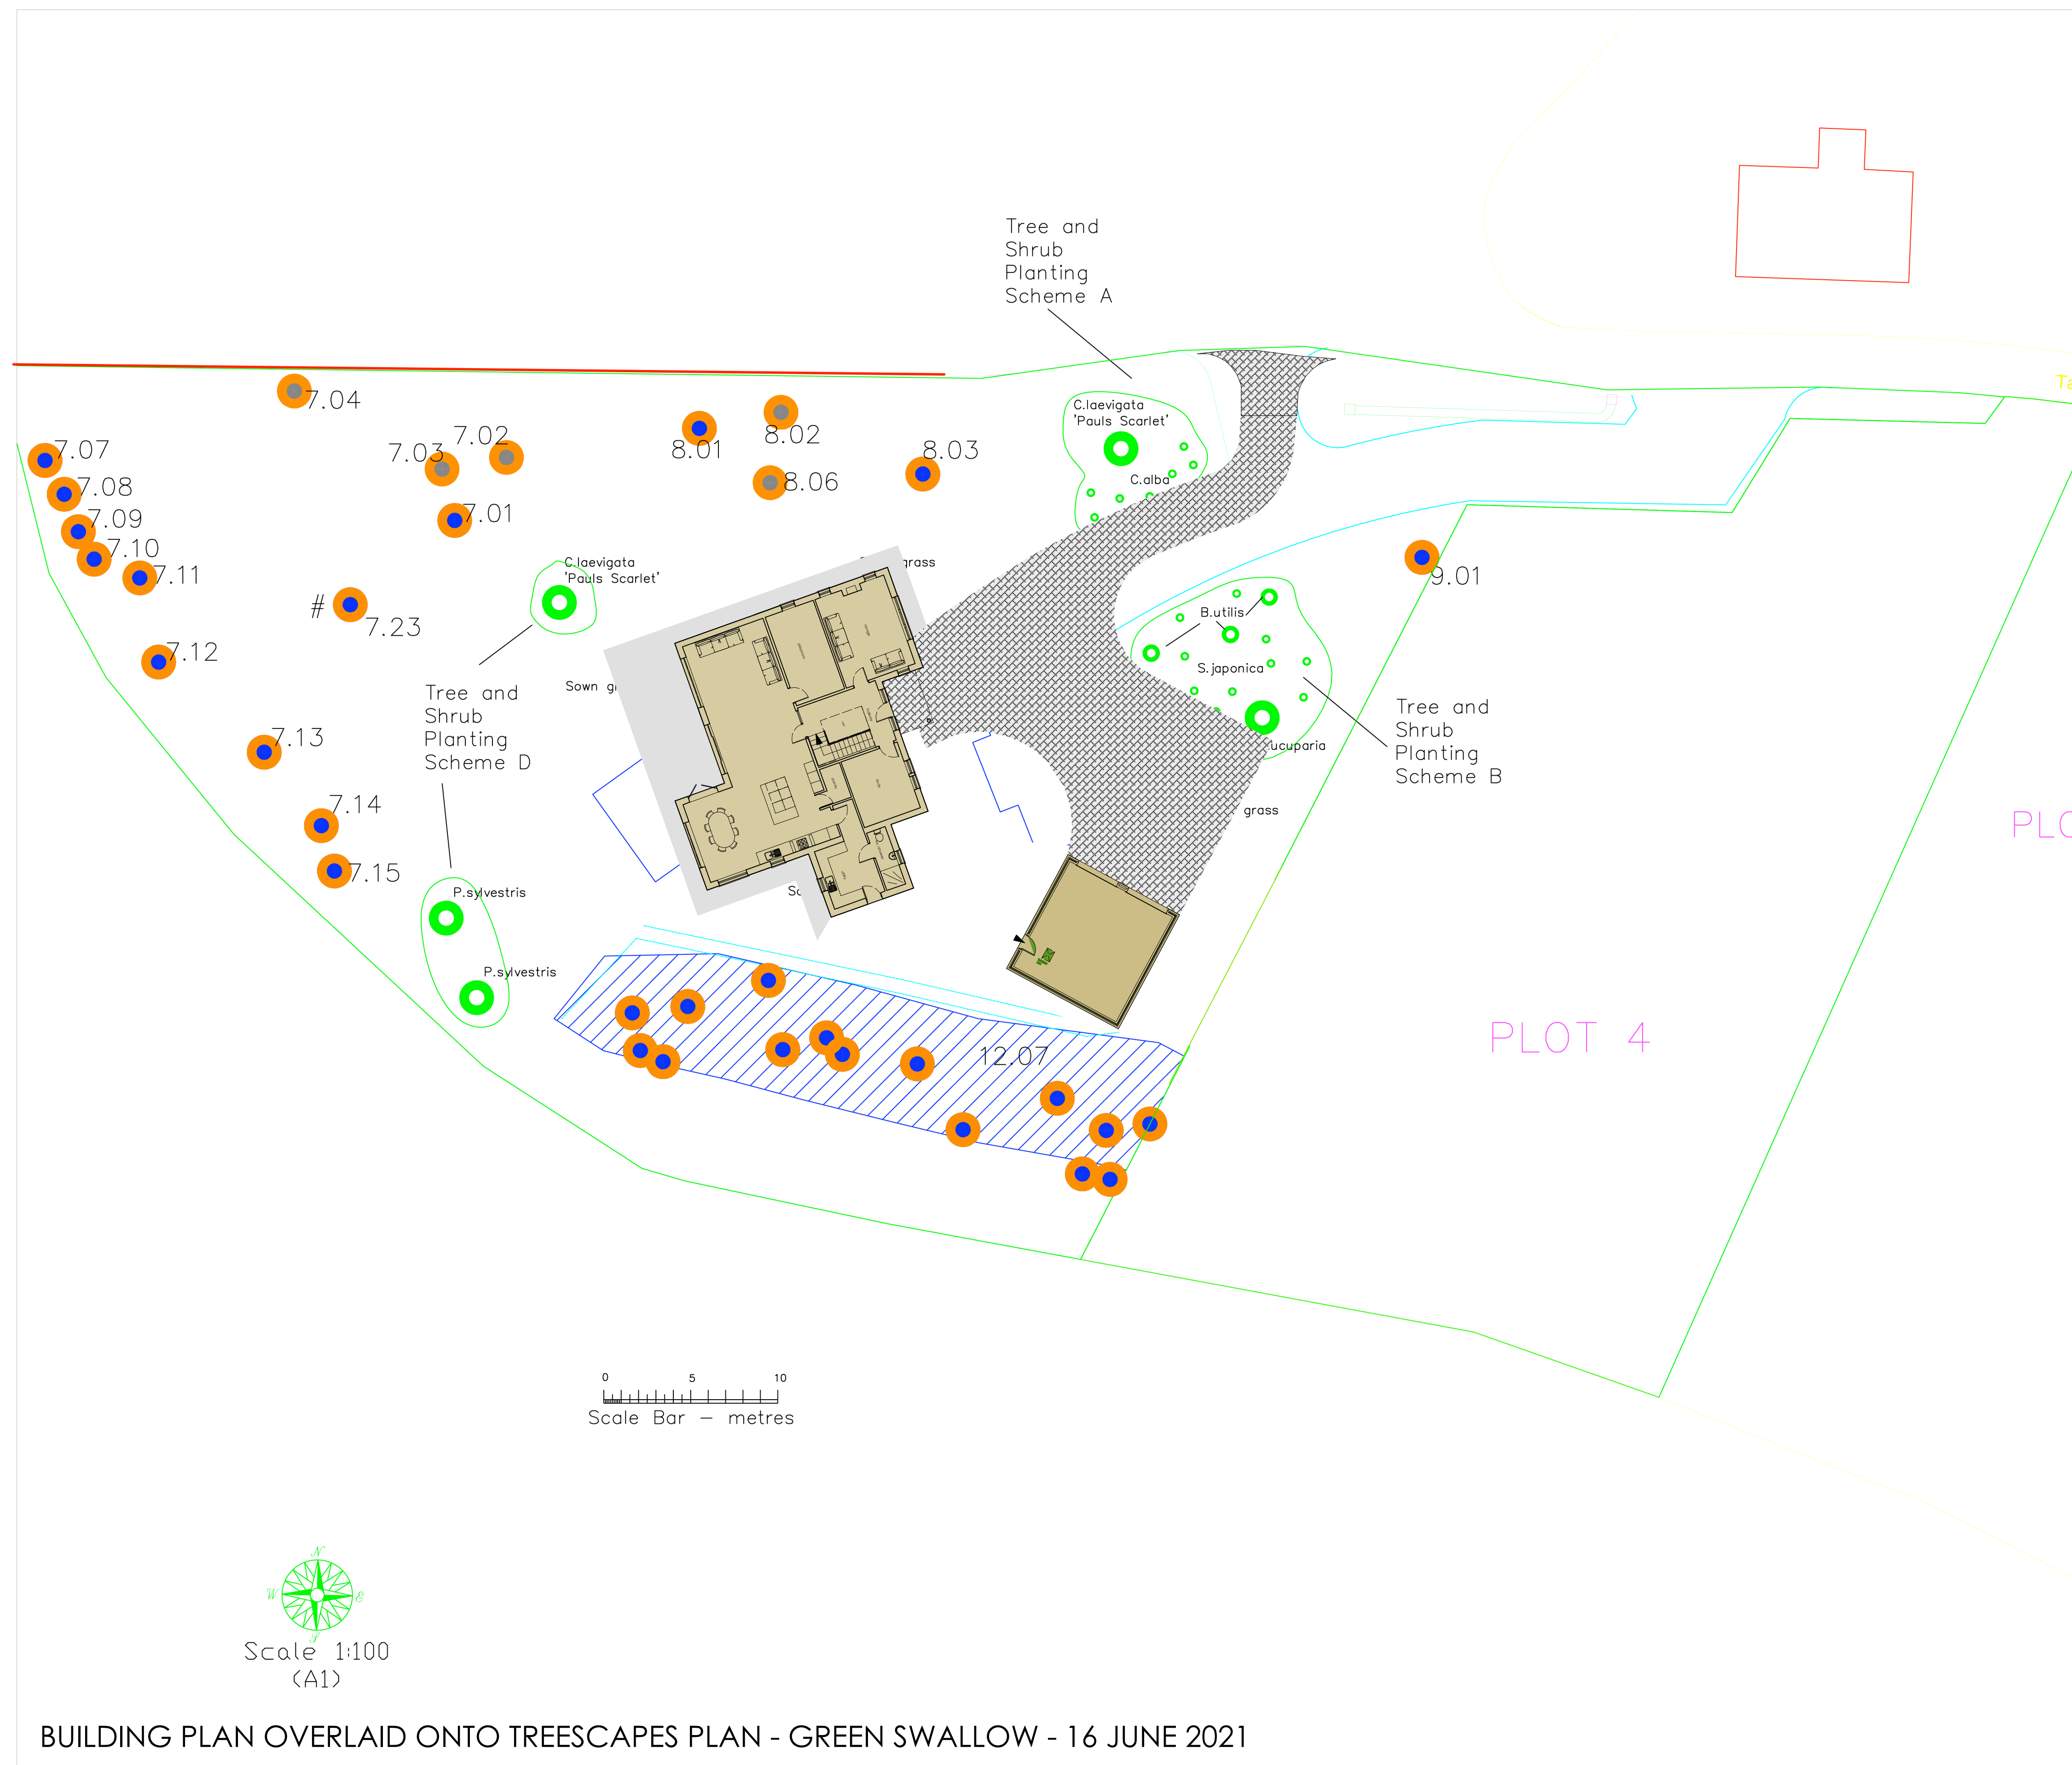 Tree and
Shrub
Planting
Scheme A
7.04
7.02
7.03
7.01
8.01
8.02
8.06
8.03
C.laevigata
'Pauls Scarlet'
C.alba
7.07
7.08
7.09
7.10
7.11
#
7.23
7.12
7.13
7.14
7.15
C.laevigata
'Pauls Scarlet'
grass
9.01
B.utilis
S.japonica
ucuparia
Tree and
Shrub
Planting
Scheme B
Sown
Tree and
Shrub
Planting
Scheme D
grass
P.sylvestris
P.sylvestris
12.07
PLOT 4
PLO
Ta
0 5 10
Scale Bar – metres
N
W E
S
Scale 1:100
(A1)
BUILDING PLAN OVERLAID ONTO TREESCAPES PLAN - GREEN SWALLOW - 16 JUNE 2021